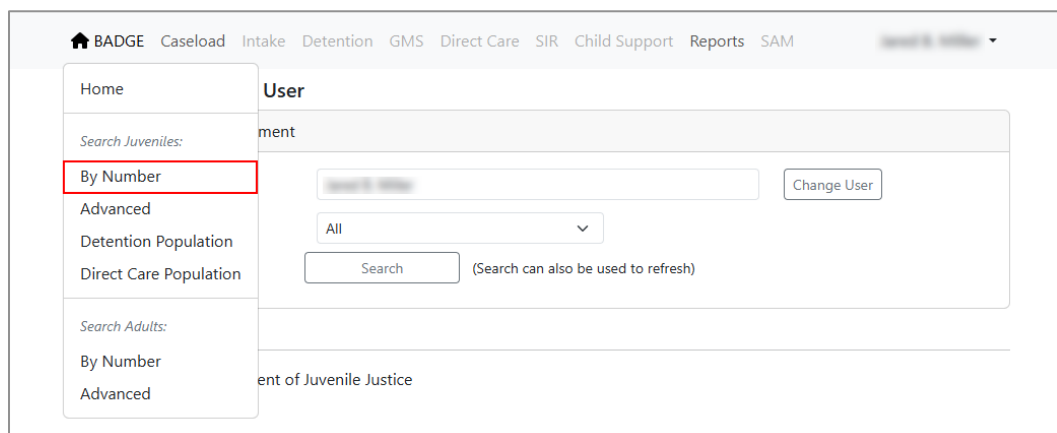 BADGE Caseload Intake Detention GMS Direct Care SIR Child Support Reports SAM
Home
User
Search Juveniles:
ment
By Number
Change User
Advanced
All
Detention Population
Direct Care Population
Search (Search can also be used to refresh)
Search Adults:
By Number
ent of Juvenile Justice
Advanced